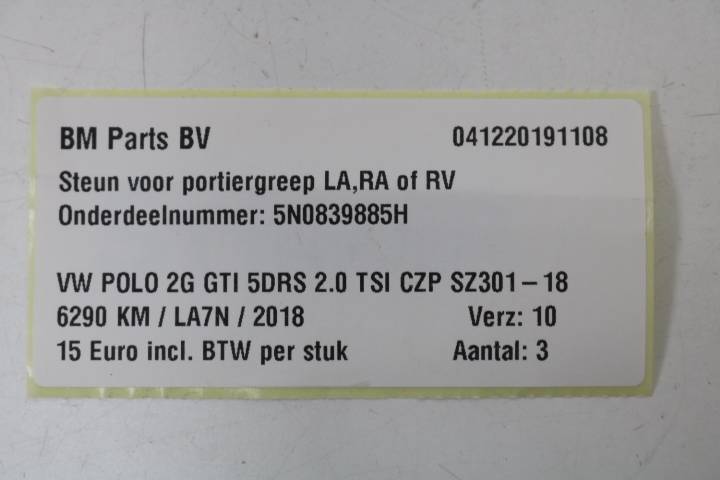 BM Parts BV 041220191108
Steun voor portiergreep LA,RA of RV
Onderdeelnummer: 5N0839885H
VW POLO 2G GTI 5DRS 2.0 TSI CZP SZ301-18
6290 KM / LA7N / 2018 Verz: 10
15 Euro incl. BTW per stuk Aantal: 3